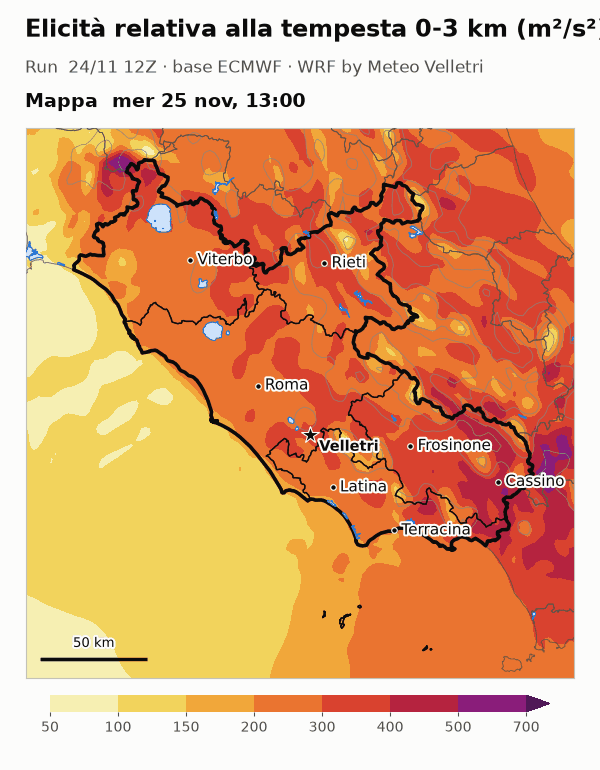 Elicità relativa alla tempesta 0-3 km (m²/s²)
Run  24/11 12Z · base ECMWF · WRF by Meteo Velletri
Mappa  mer 25 nov, 13:00
Viterbo
Rieti
Roma
Velletri
Frosinone
Cassino
Latina
Terracina
50 km
50 100 150 200 300 400 500 700